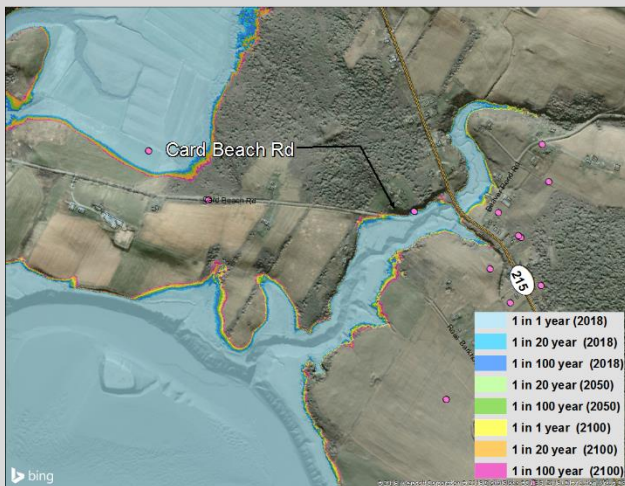 Card Beach Rd
Card Beach Rd
215
1 in 1 year (2018)
1 in 20 year (2018)
1 in 100 year (2018)
1 in 20 year (2050)
1 in 100 year (2050)
1 in 1 year (2100)
1 in 20 year (2100)
1 in 100 year (2100)
bing